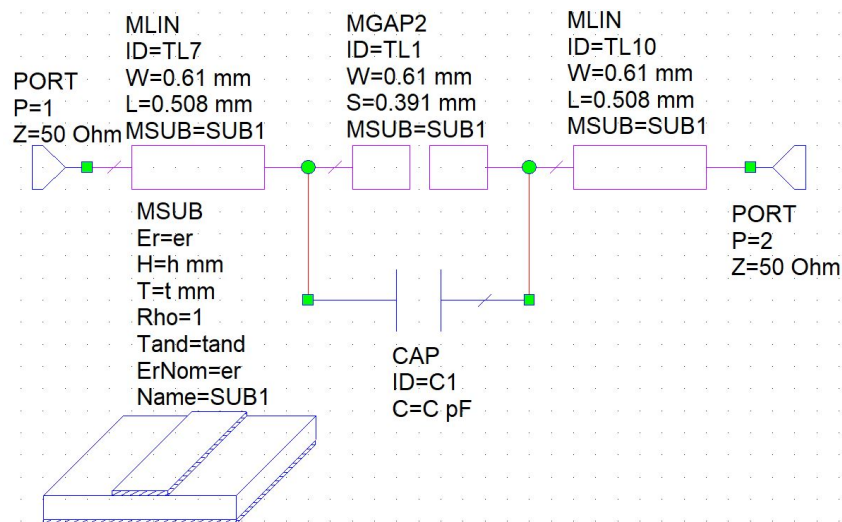 MLIN
ID=TL7
W=0.61 mm
L=0.508 mm
MSUB=SUB1
MGAP2
ID=TL1
W=0.61 mm
S=0.391 mm
MSUB=SUB1
MLIN
ID=TL10
W=0.61 mm
L=0.508 mm
MSUB=SUB1
PORT
P=1
Z=50 Ohm
MSUB
Er=er
H=h mm
T=t mm
Rho=1
Tand=tand
ErNom=er
Name=SUB1
CAP
ID=C1
C=C pF
PORT
P=2
Z=50 Ohm